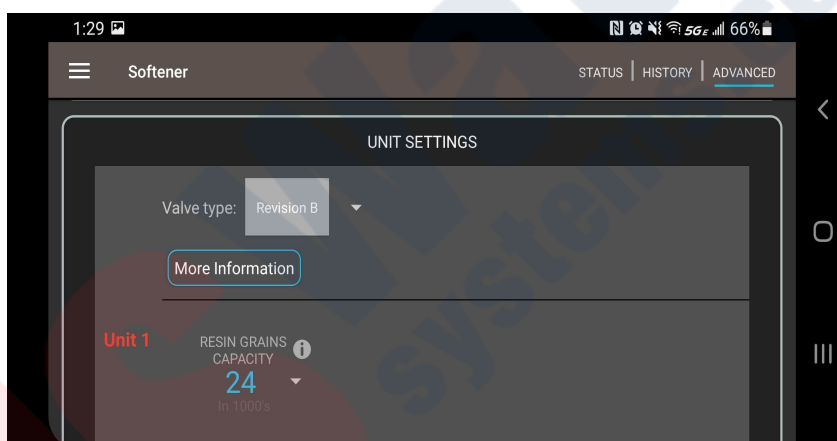 1:29 5GE 66%
Softener STATUS | HISTORY | ADVANCED
UNIT SETTINGS
Valve type: Revision B
More Information
Unit 1 RESIN GRAINS
CAPACITY
24
In 1000's